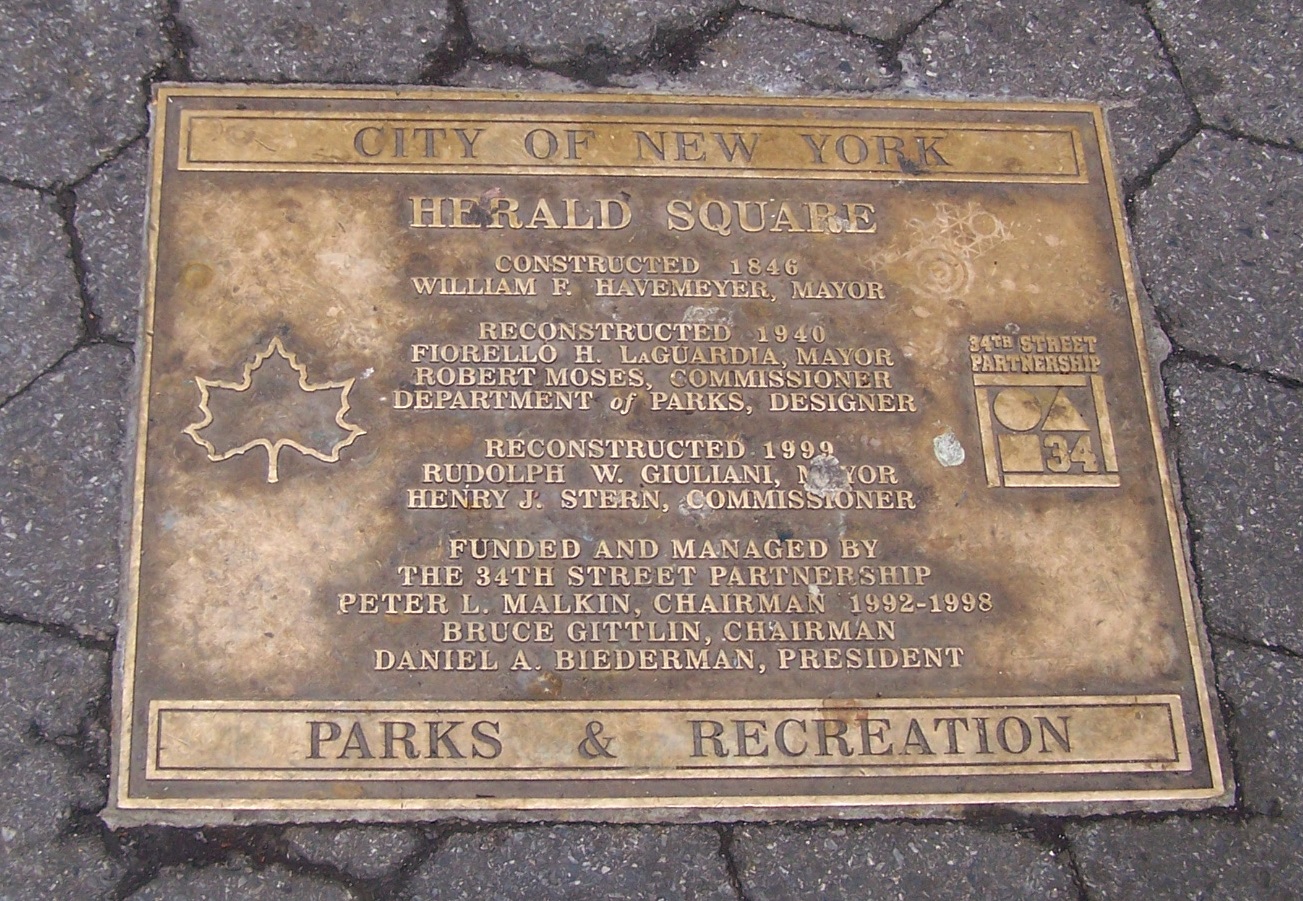 CITY OF NEW YORK
HERALD SQUARE
CONSTRUCTED 1846
WILLIAM F. HAVEMEYER, MAYOR
RECONSTRUCTED 1940
FIORELLO H. LAGUARDIA, MAYOR
ROBERT MOSES, COMMISSIONER
DEPARTMENT of PARKS, DESIGNER
34TH STREET
PARTNERSHIP
34
RECONSTRUCTED 1999
RUDOLPH W. GIULIANI, MAYOR
HENRY J. STERN, COMMISSIONER
FUNDED AND MANAGED BY
THE 34TH STREET PARTNERSHIP
PETER L. MALKIN, CHAIRMAN 1992-1998
BRUCE GITTLIN, CHAIRMAN
DANIEL A. BIEDERMAN, PRESIDENT
PARKS & RECREATION